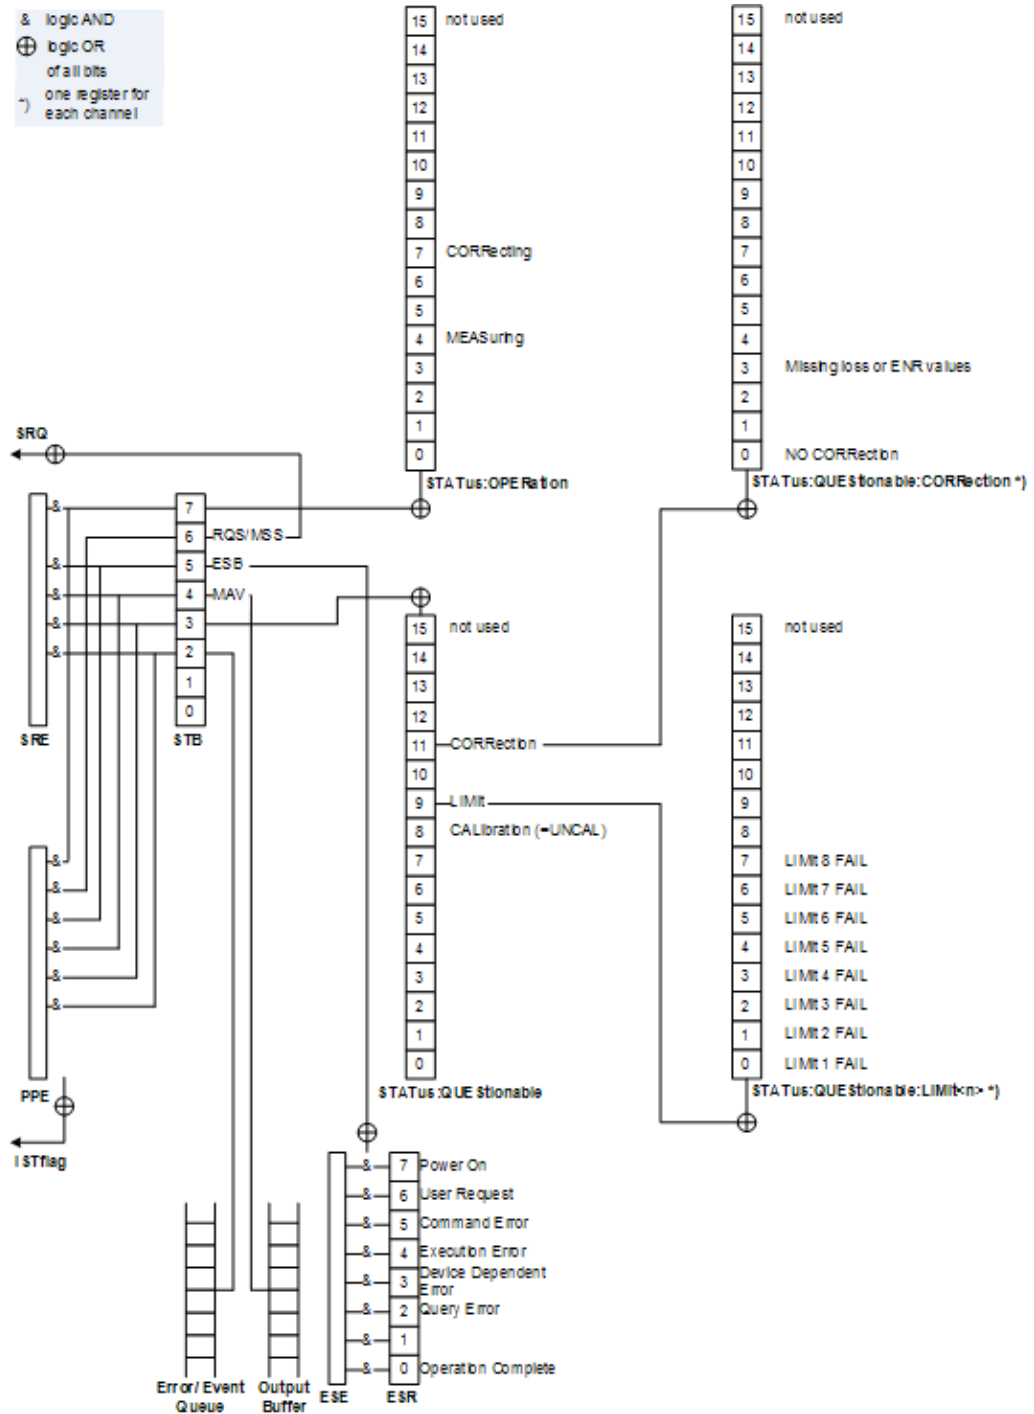 & logic AND
⊕ logic OR
of all bits
*) one register for
each channel
15 not used
14
13
12
11
10
9
8
7 CORRecting
6
5
4 MEASuring
3
2
1
0
STATus:OPERation
15 not used
14
13
12
11
10
9
8
7
6
5
4
3 Missing loss or ENR values
2
1
0 NO CORRection
STATus:QUEStionable:CORRection *)
SRQ
&
&
&
&
&
SRE
7
6 RQS/MSS
5 ESB
4 MAV
3
2
1
0
STB
15 not used
14
13
12
11 CORRection
10
9 LIMit
8 CALibration (=UNCAL)
7
6
5
4
3
2
1
0
STATus:QUEStionable
15 not used
14
13
12
11
10
9
8
7 LIMit 8 FAIL
6 LIMit 7 FAIL
5 LIMit 6 FAIL
4 LIMit 5 FAIL
3 LIMit 4 FAIL
2 LIMit 3 FAIL
1 LIMit 2 FAIL
0 LIMit 1 FAIL
STATus:QUEStionable:LIMit<n> *)
&
&
&
&
&
&
PPE
ISTflag
& 7 Power On
& 6 User Request
& 5 Command Error
& 4 Execution Error
& 3 Device Dependent
Error
& 2 Query Error
& 1
& 0 Operation Complete
ESE
ESR
Error/Event
Queue
Output
Buffer